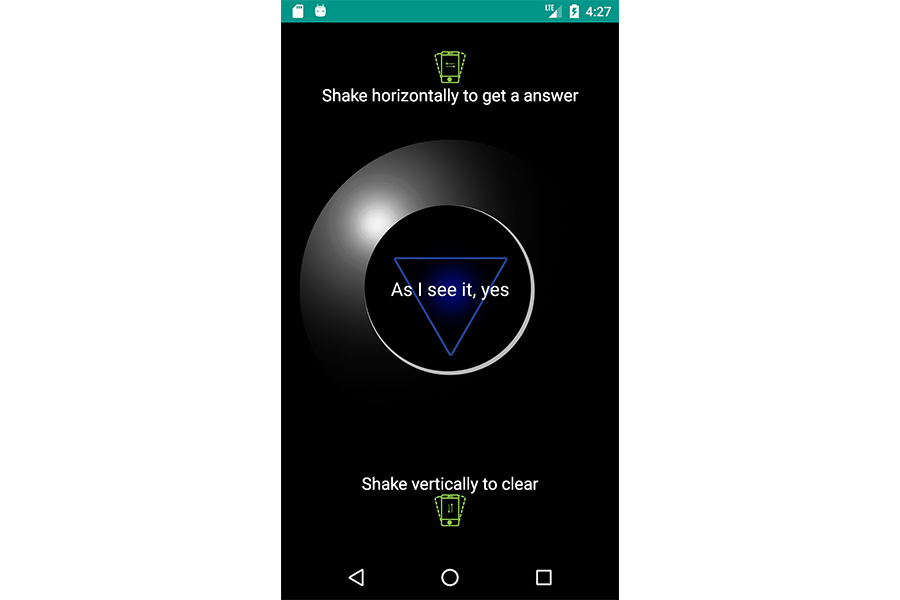 LTE 4:27
Shake horizontally to get a answer
As I see it, yes
Shake vertically to clear